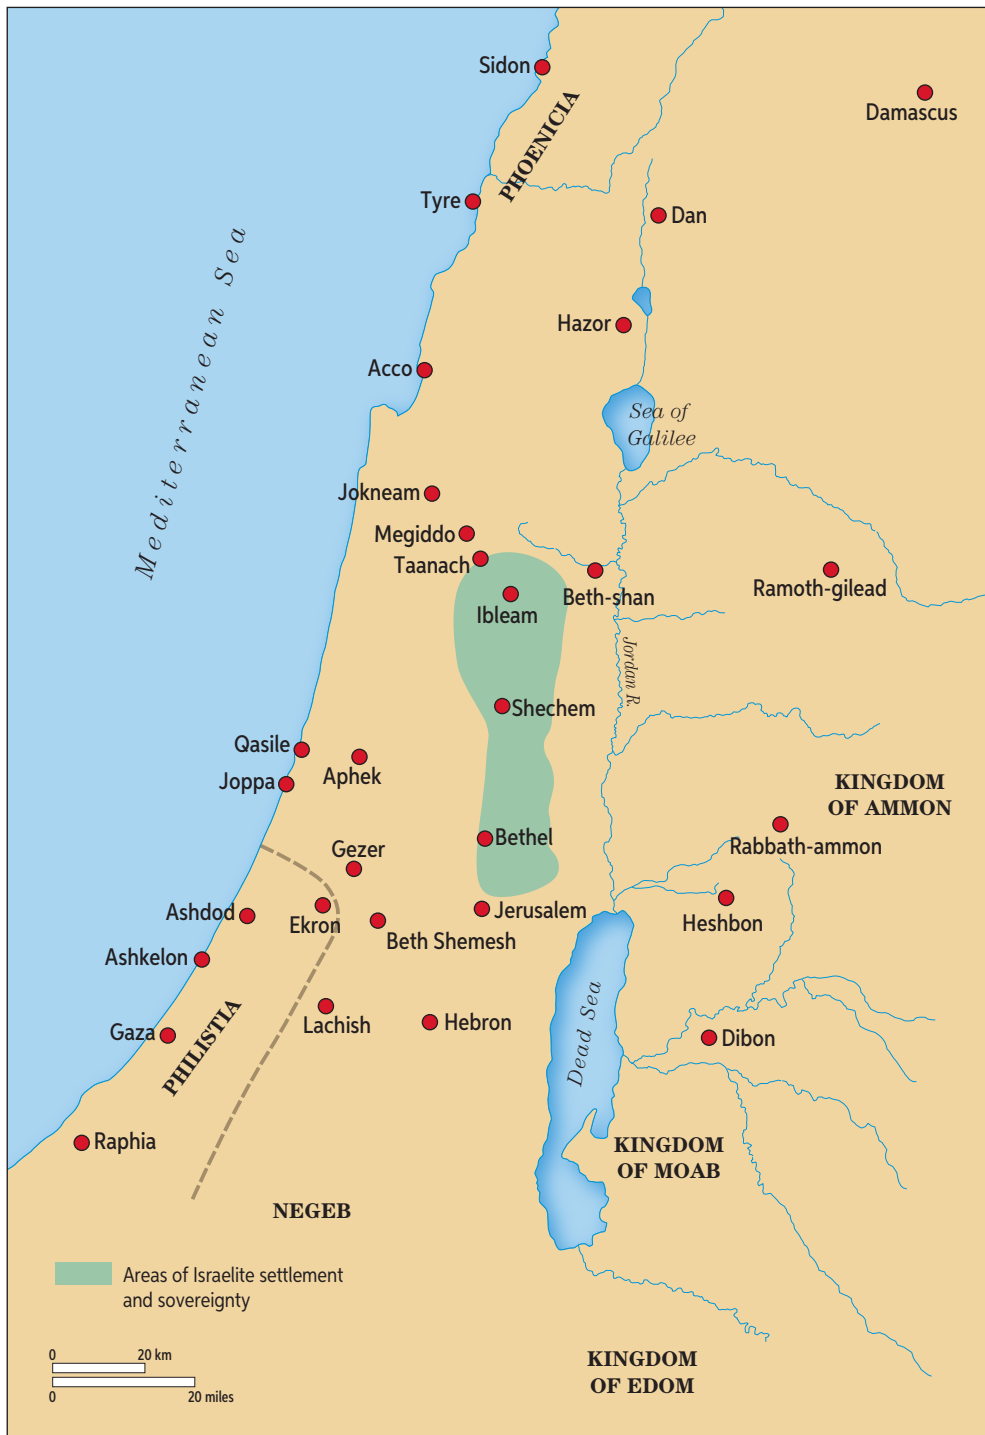 Sidon
PHOENICIA
Damascus
Tyre
Dan
Mediterranean Sea
Hazor
Acco
Sea of
Galilee
Jokneam
Megiddo
Taanach
Ibleam
Beth-shan
Ramoth-gilead
Jordan R.
Shechem
Qasile
Joppa
Aphek
KINGDOM
OF AMMON
Bethel
Rabbath-ammon
Gezer
Ashdod
Ekron
Beth Shemesh
Jerusalem
Heshbon
Ashkelon
Gaza
PHILISTIA
Lachish
Hebron
Dead Sea
Dibon
Raphia
KINGDOM
OF MOAB
NEGEB
Areas of Israelite settlement
and sovereignty
0 20 km
0 20 miles
KINGDOM
OF EDOM